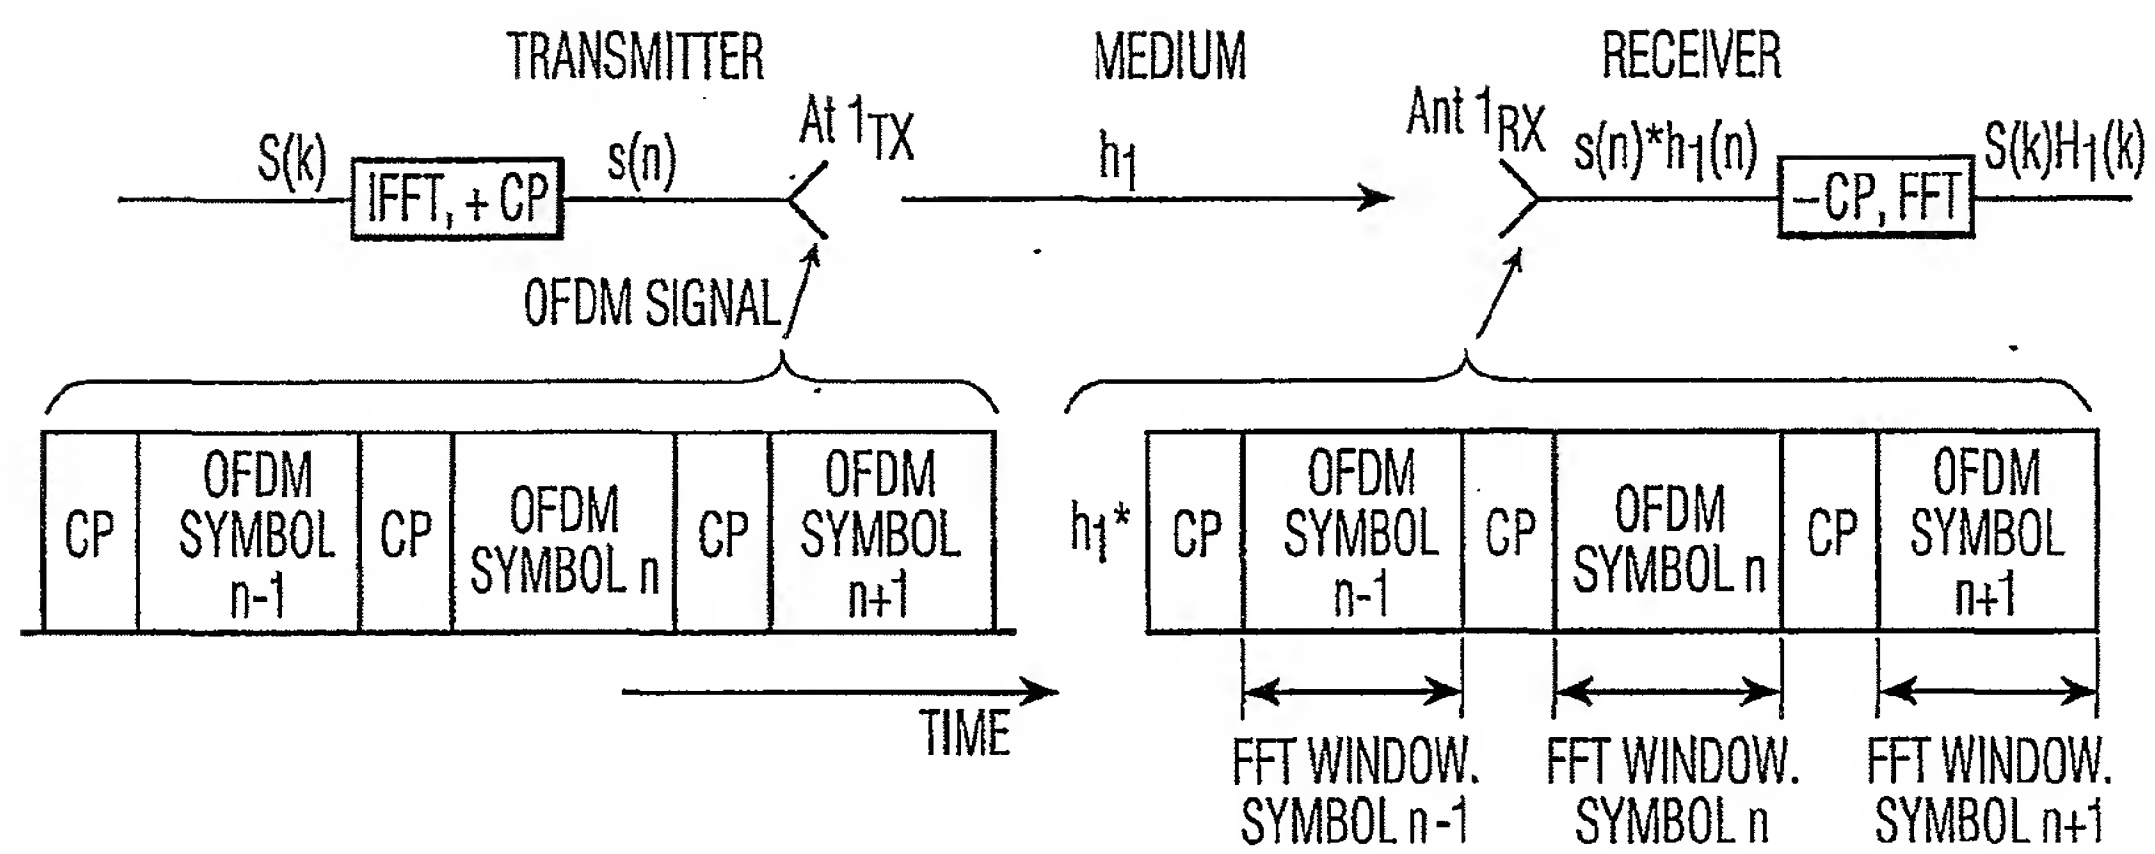 TRANSMITTER MEDIUM RECEIVER
At 1TX Ant 1RX
S(k) s(n) h1 s(n)*h1(n) S(k)H1(k)
IFFT, + CP –CP, FFT
OFDM SIGNAL
CP OFDM SYMBOL n-1 CP OFDM SYMBOL n CP OFDM SYMBOL n+1
h1* CP OFDM SYMBOL n-1 CP OFDM SYMBOL n CP OFDM SYMBOL n+1
TIME
FFT WINDOW. FFT WINDOW. FFT WINDOW.
SYMBOL n-1 SYMBOL n SYMBOL n+1